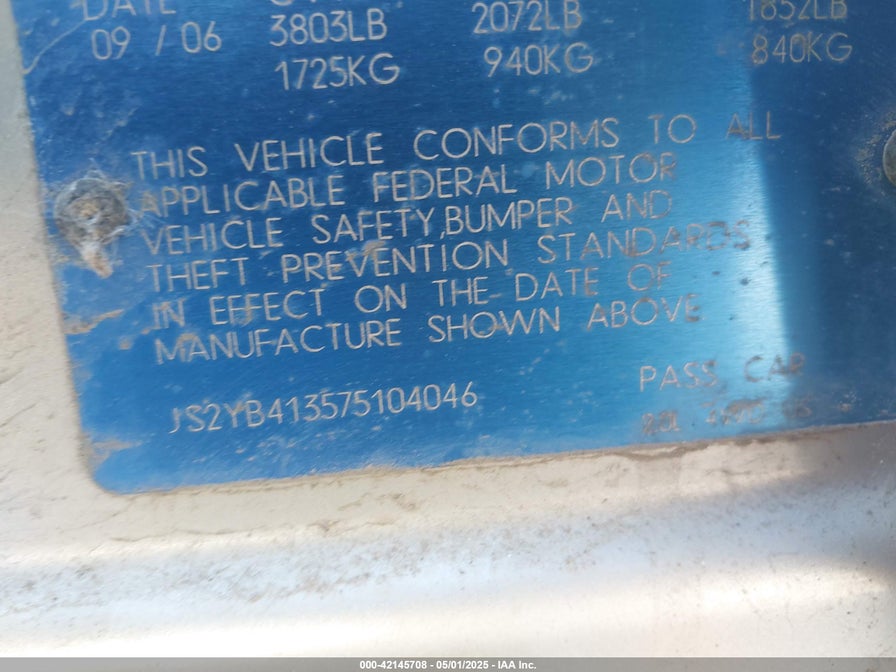 DATE
09 / 06 3803LB 2072LB 1852LB
1725KG 940KG 840KG
THIS VEHICLE CONFORMS TO ALL
APPLICABLE FEDERAL MOTOR
VEHICLE SAFETY,BUMPER AND
THEFT PREVENTION STANDARDS
IN EFFECT ON THE DATE OF
MANUFACTURE SHOWN ABOVE
JS2YB413575104046 PASS CAR
000-42145708 - 05/01/2025 - IAA Inc.